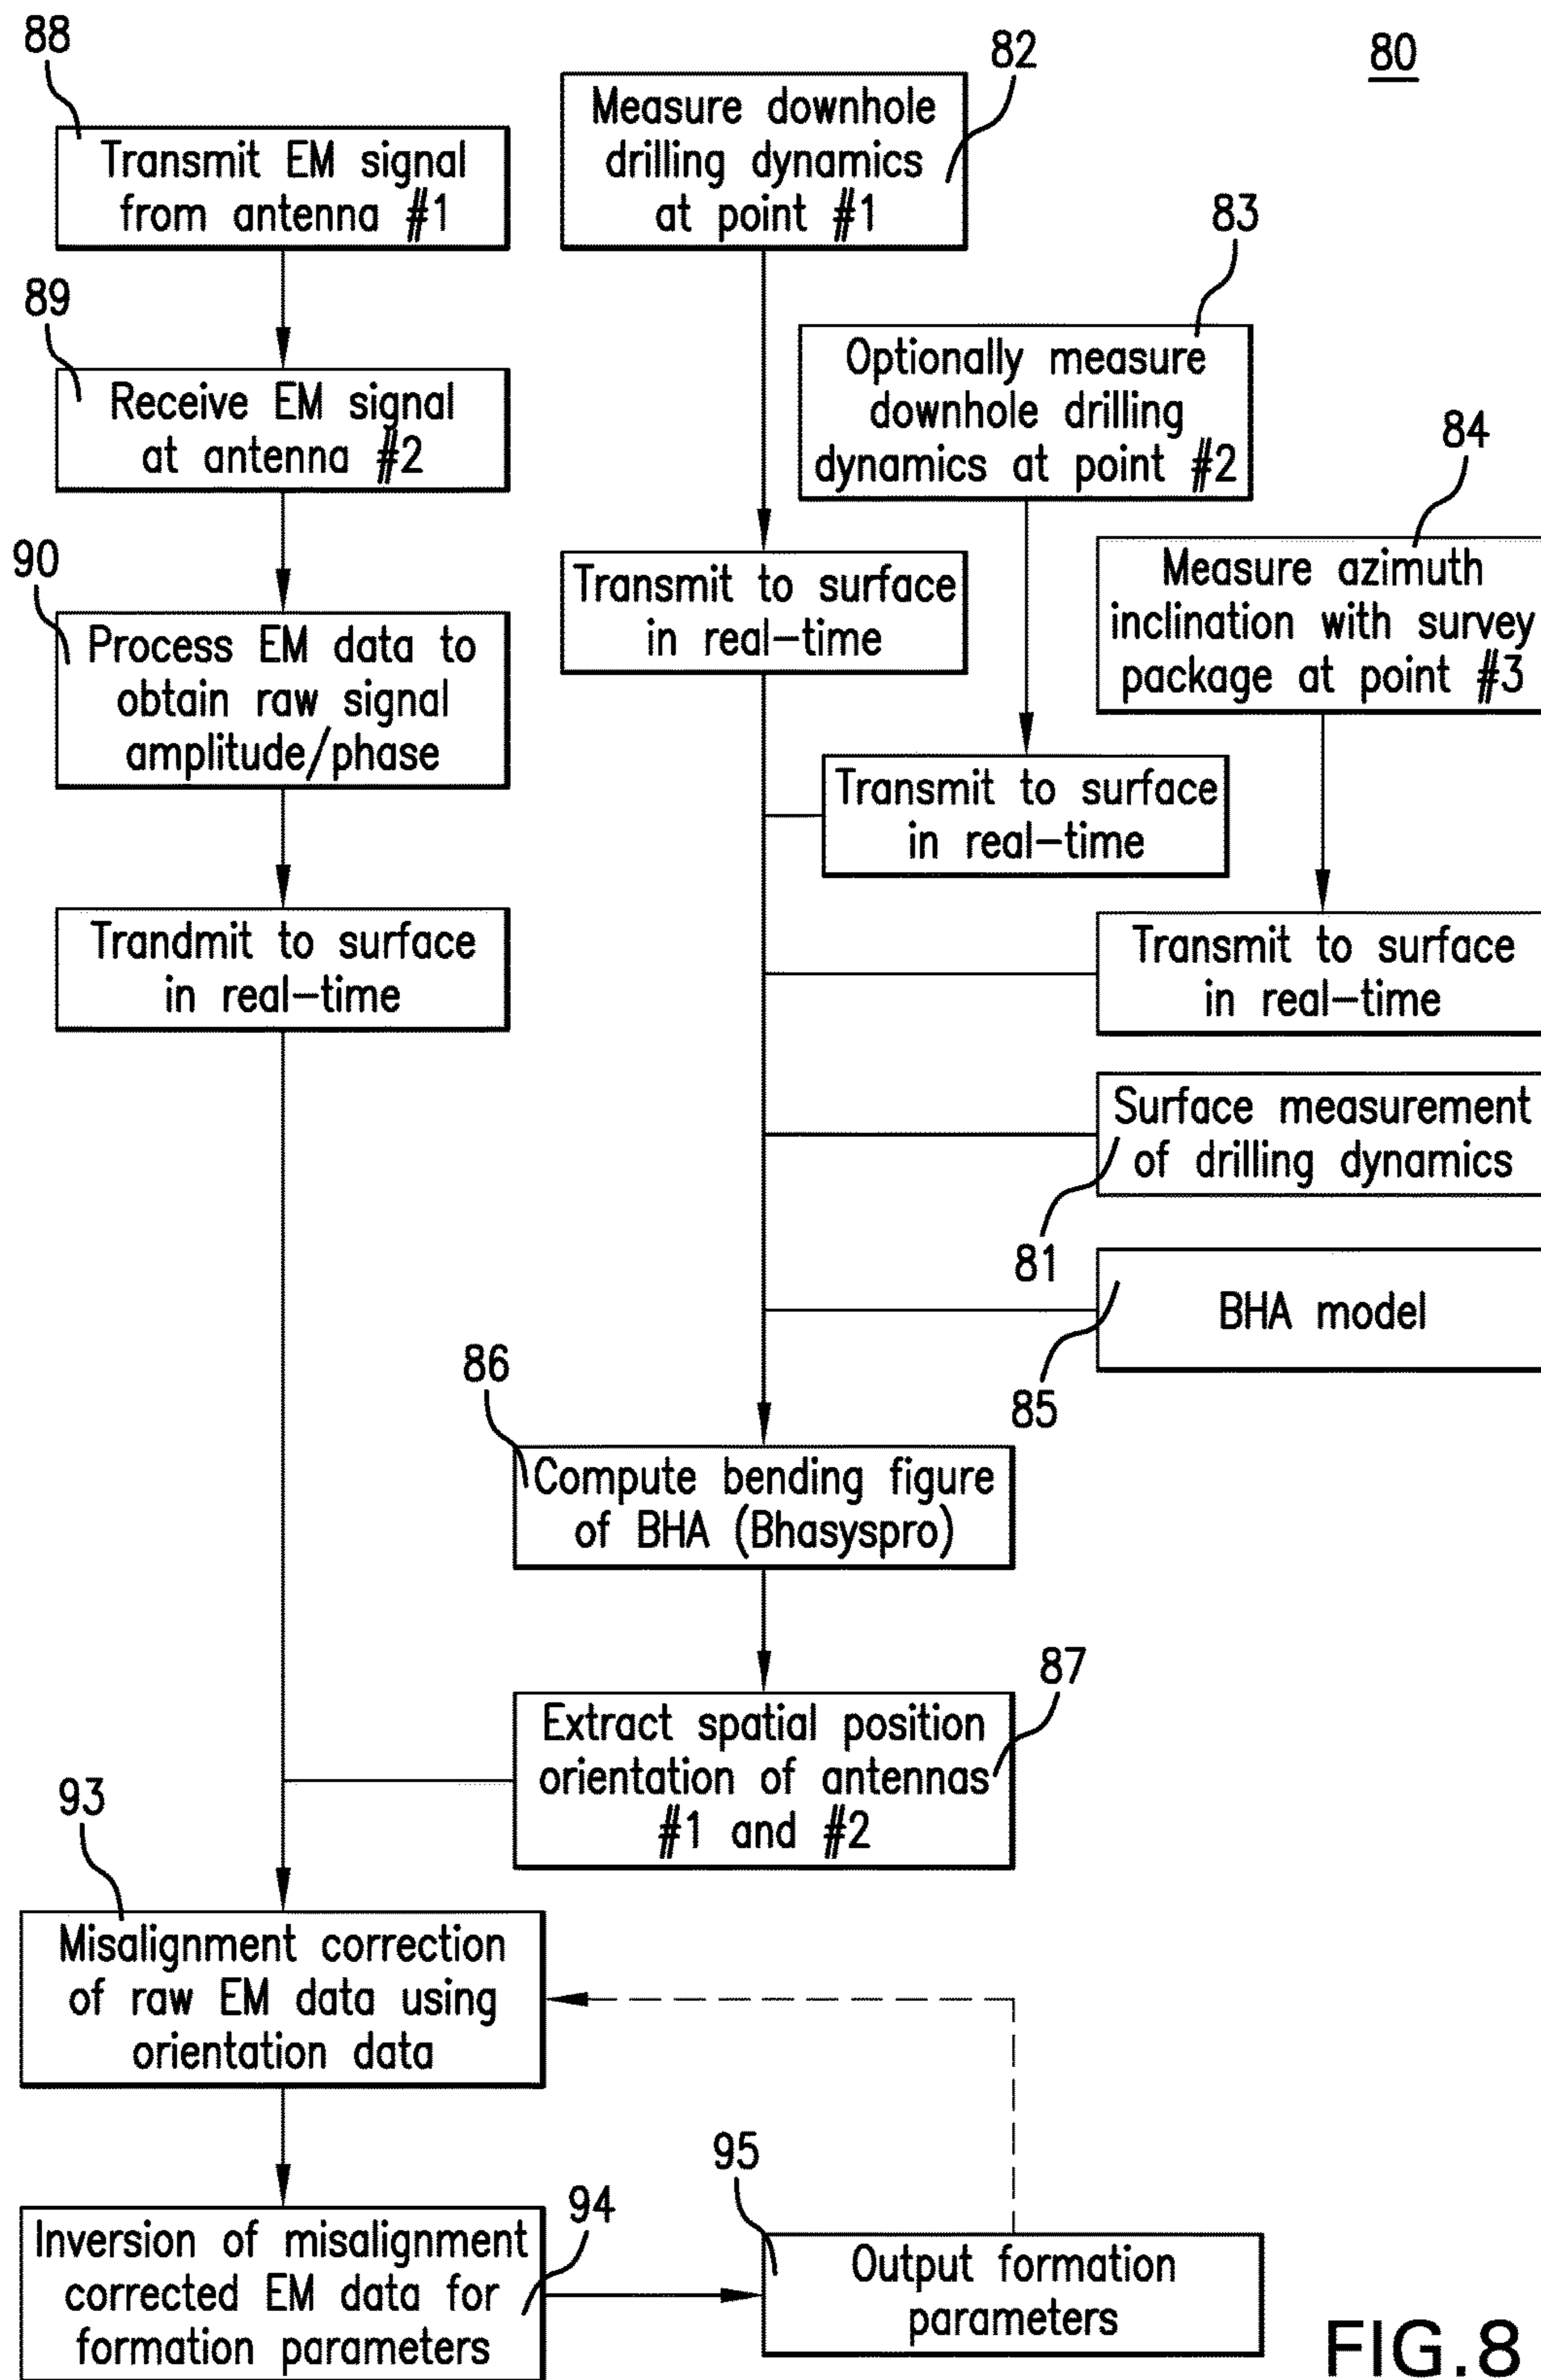 80
88
Transmit EM signal
from antenna #1
89
Receive EM signal
at antenna #2
90
Process EM data to
obtain raw signal
amplitude/phase
Trandmit to surface
in real-time
82
Measure downhole
drilling dynamics
at point #1
Transmit to surface
in real-time
83
Optionally measure
downhole drilling
dynamics at point #2
Transmit to surface
in real-time
84
Measure azimuth
inclination with survey
package at point #3
Transmit to surface
in real-time
Surface measurement
of drilling dynamics
81
BHA model
85
86
Compute bending figure
of BHA (Bhasyspro)
87
Extract spatial position
orientation of antennas
#1 and #2
93
Misalignment correction
of raw EM data using
orientation data
94
Inversion of misalignment
corrected EM data for
formation parameters
95
Output formation
parameters
FIG.8